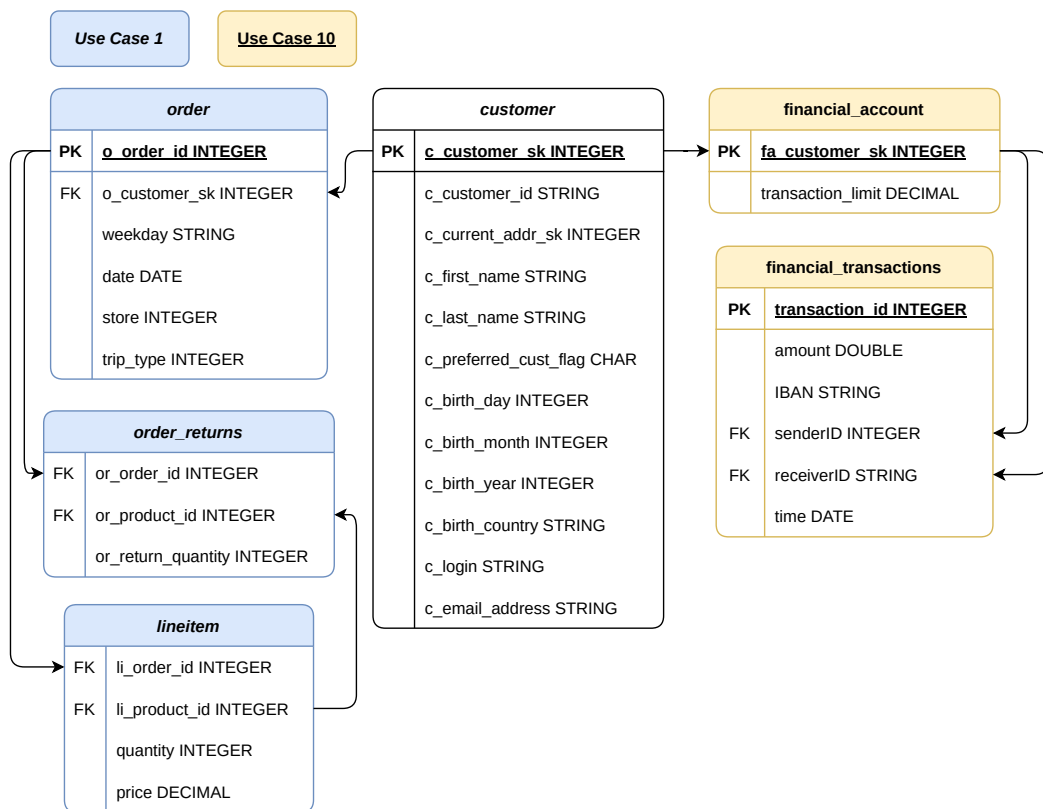 Use Case 1
Use Case 10
order
PK o_order_id INTEGER
FK o_customer_sk INTEGER
weekday STRING
date DATE
store INTEGER
trip_type INTEGER
order_returns
FK or_order_id INTEGER
FK or_product_id INTEGER
or_return_quantity INTEGER
lineitem
FK li_order_id INTEGER
FK li_product_id INTEGER
quantity INTEGER
price DECIMAL
customer
PK c_customer_sk INTEGER
c_customer_id STRING
c_current_addr_sk INTEGER
c_first_name STRING
c_last_name STRING
c_preferred_cust_flag CHAR
c_birth_day INTEGER
c_birth_month INTEGER
c_birth_year INTEGER
c_birth_country STRING
c_login STRING
c_email_address STRING
financial_account
PK fa_customer_sk INTEGER
transaction_limit DECIMAL
financial_transactions
PK transaction_id INTEGER
amount DOUBLE
IBAN STRING
FK senderID INTEGER
FK receiverID STRING
time DATE